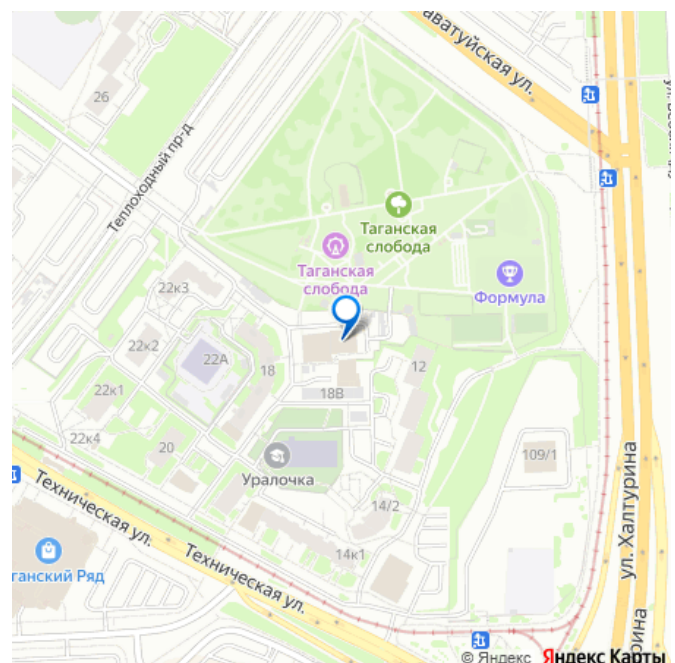 аватуйская ул.
26
Теплоходный пр-д
Таганская
слобода
Таганская
слобода
Формула
22к3
22к2
22А
18
12
22к1
18В
22к4
20
109/1
Уралочка
14/2
ул. Халтурина
Техническая ул.
Техническая ул.
14к1
ганский Ряд
рина
© Яндекс Яндекс Карты